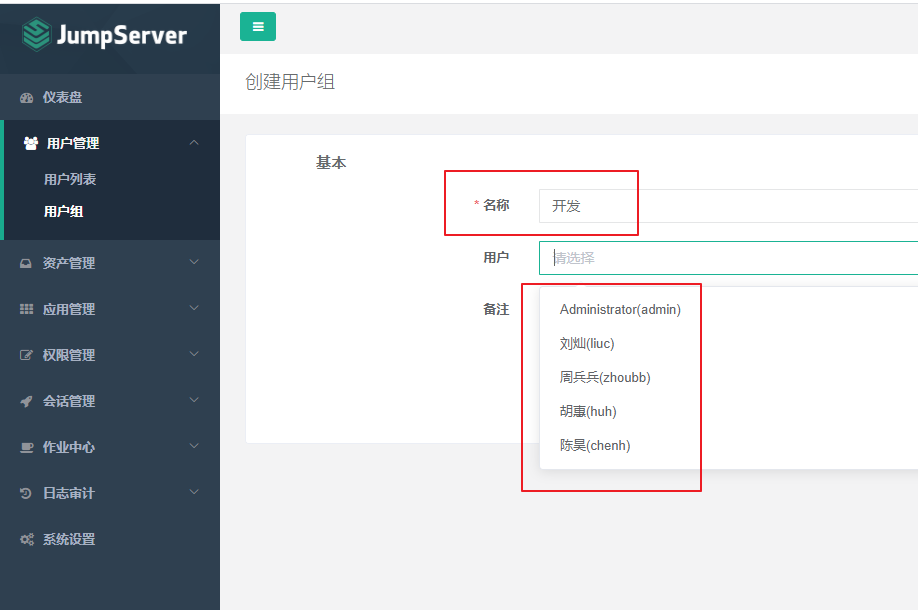 JumpServer
仪表盘
用户管理
用户列表
用户组
资产管理
应用管理
权限管理
会话管理
作业中心
日志审计
系统设置
创建用户组
基本
* 名称
开发
用户
请选择
备注
Administrator(admin)
刘灿(liuc)
周兵兵(zhoubb)
胡惠(huh)
陈昊(chenh)